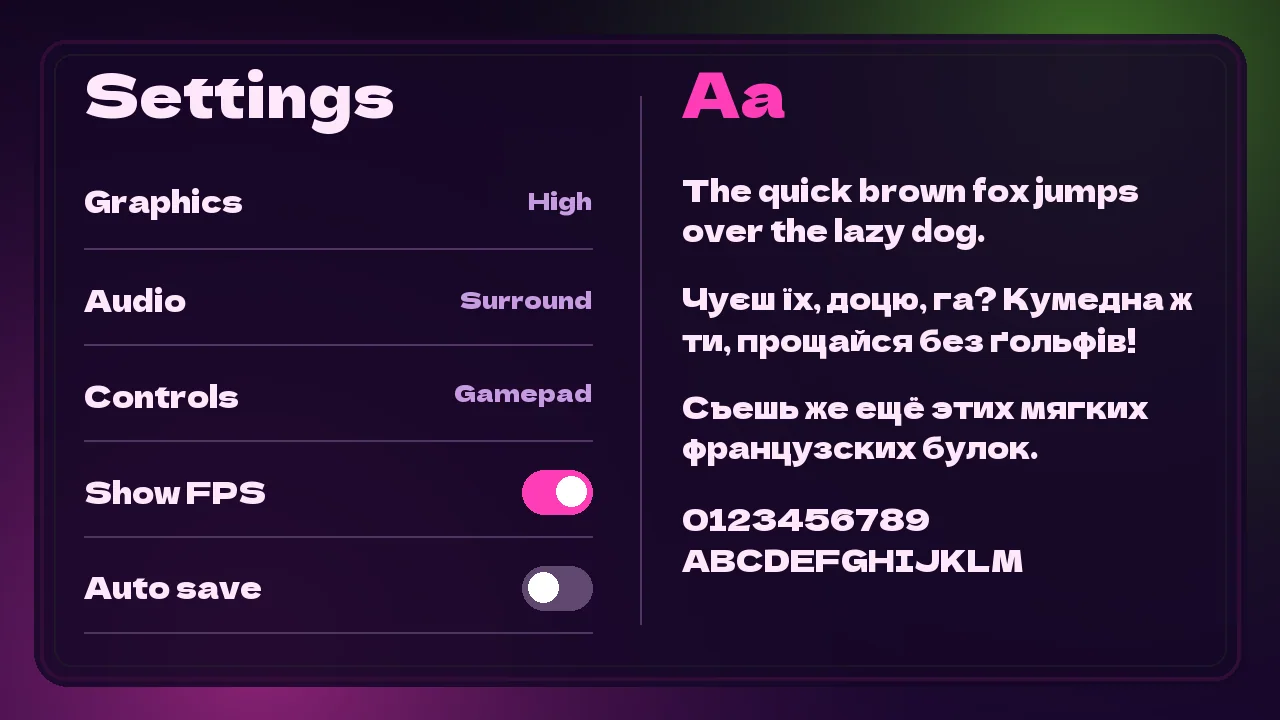 Settings
Graphics High
Audio Surround
Controls Gamepad
Show FPS
Auto save
Aa
The quick brown fox jumps
over the lazy dog.
Чуєш їх, доцю, га? Кумедна ж
ти, прощайся без ґольфів!
Съешь же ещё этих мягких
французских булок.
0123456789
ABCDEFGHIJKLM